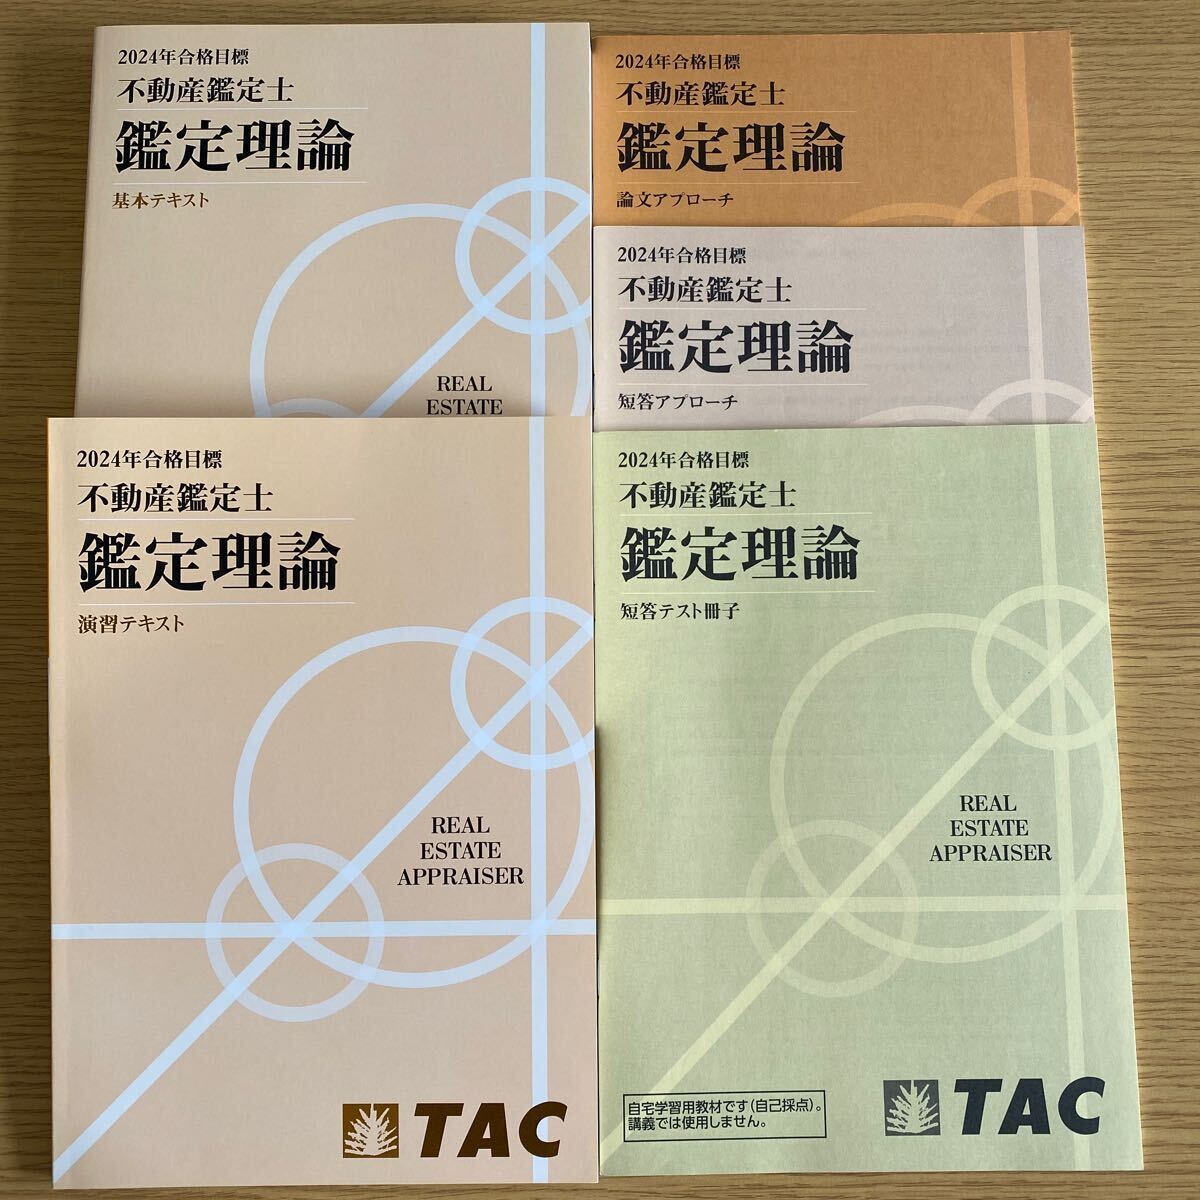 2024年合格目標
不動産鑑定士
鑑定理論
基本テキスト
REAL
ESTATE
2024年合格目標
不動産鑑定士
鑑定理論
論文アプローチ
2024年合格目標
不動産鑑定士
鑑定理論
短答アプローチ
2024年合格目標
不動産鑑定士
鑑定理論
演習テキスト
REAL
ESTATE
APPRAISER
TAC
2024年合格目標
不動産鑑定士
鑑定理論
短答テスト冊子
REAL
ESTATE
APPRAISER
自宅学習用教材です(自己採点)。
講義では使用しません。
TAC